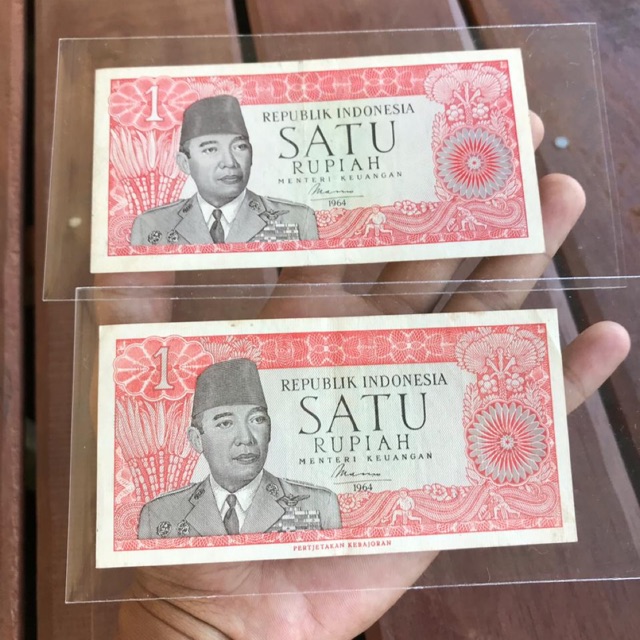 1
REPUBLIK INDONESIA
SATU
RUPIAH
MENTERI KEUANGAN
1964
1
REPUBLIK INDONESIA
SATU
RUPIAH
MENTERI KEUANGAN
1964
PERTJETAKAN KEBAJORAN